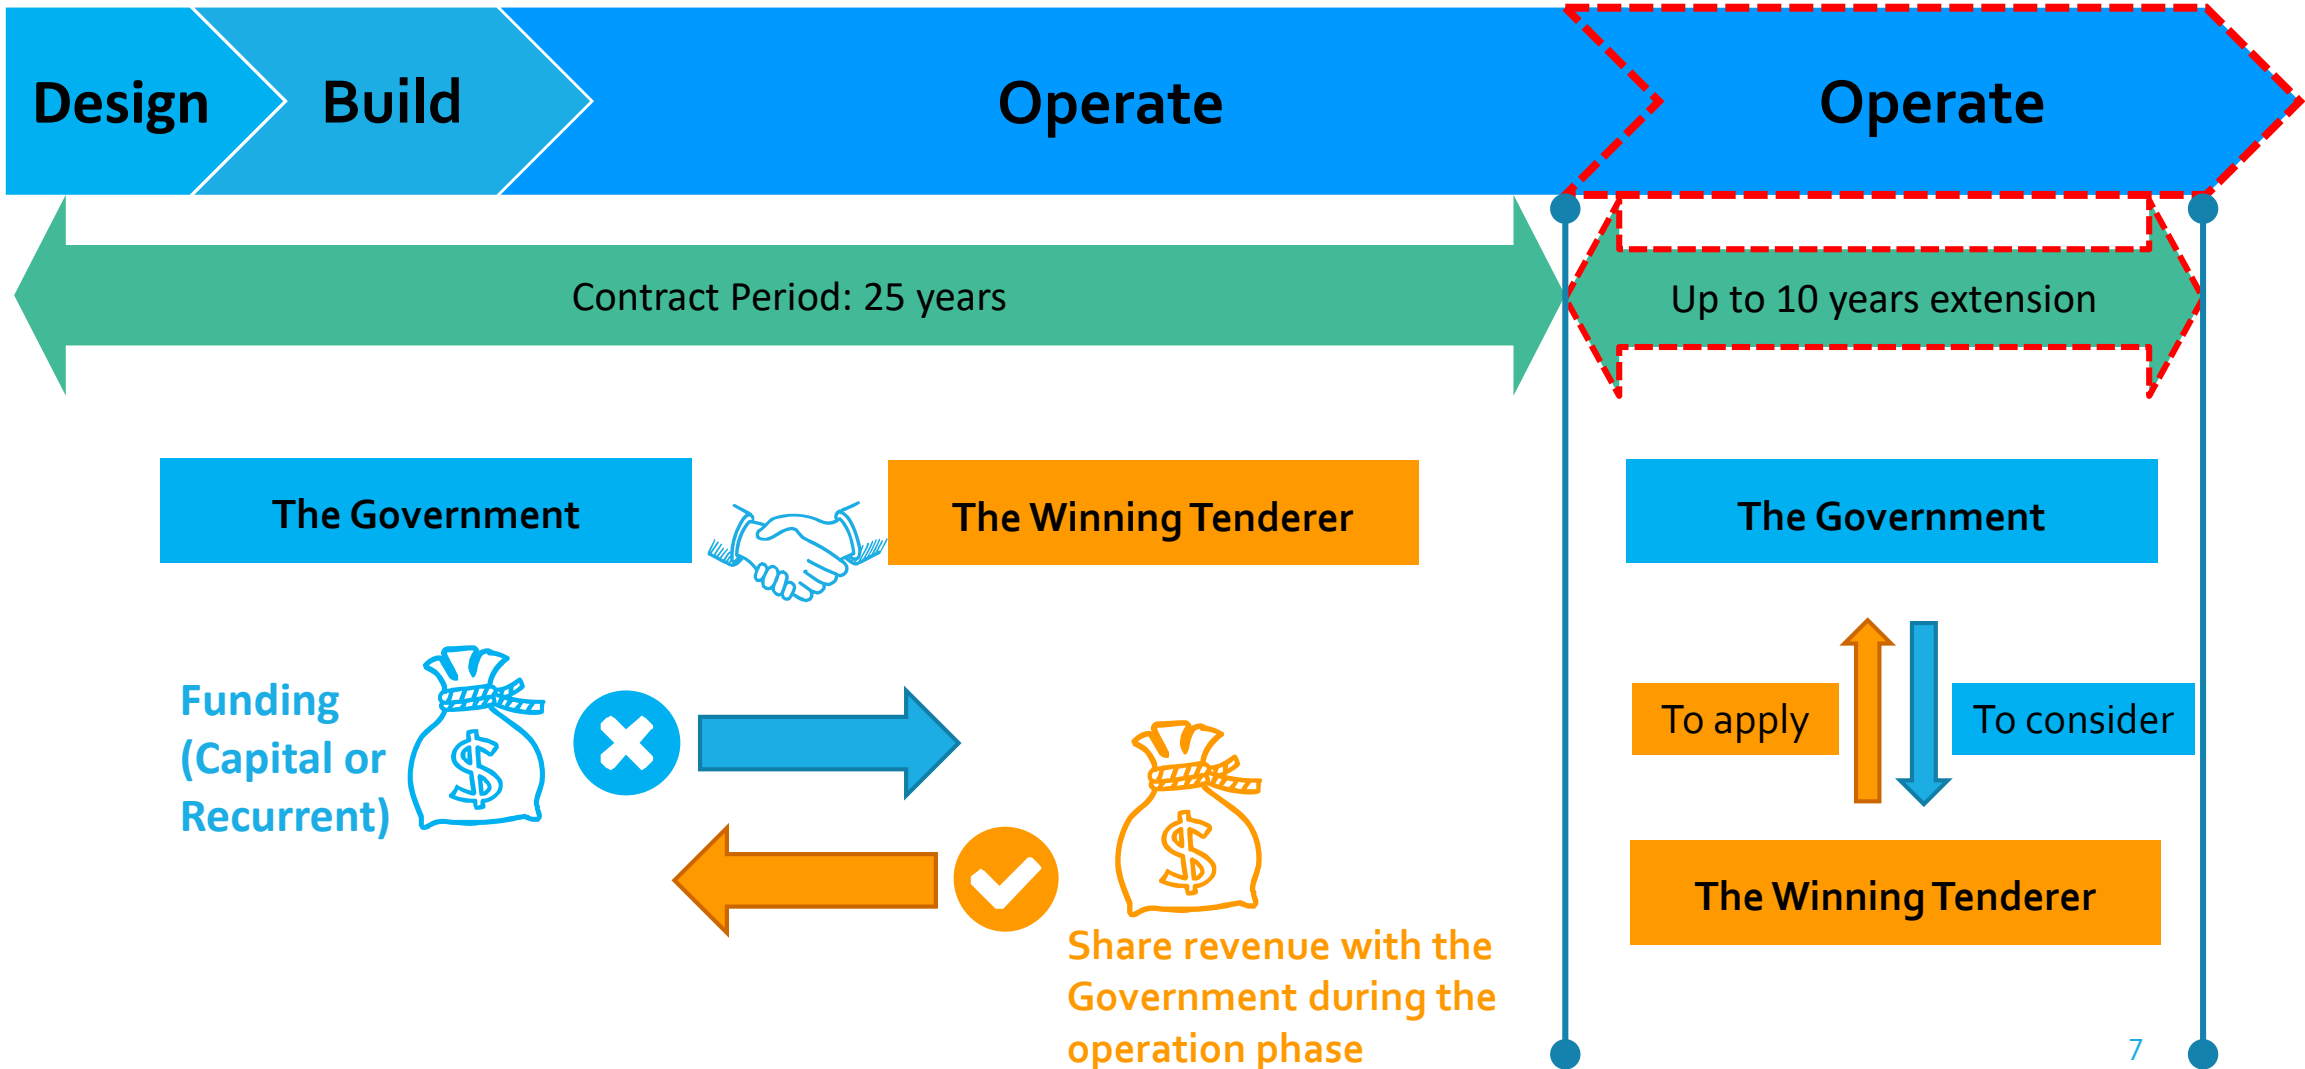 Design
Build
Operate
Operate
Contract Period: 25 years
Up to 10 years extension
The Government
The Winning Tenderer
The Government
Funding
(Capital or
Recurrent)
$
$
Share revenue with the
Government during the
operation phase
To apply
To consider
The Winning Tenderer
7